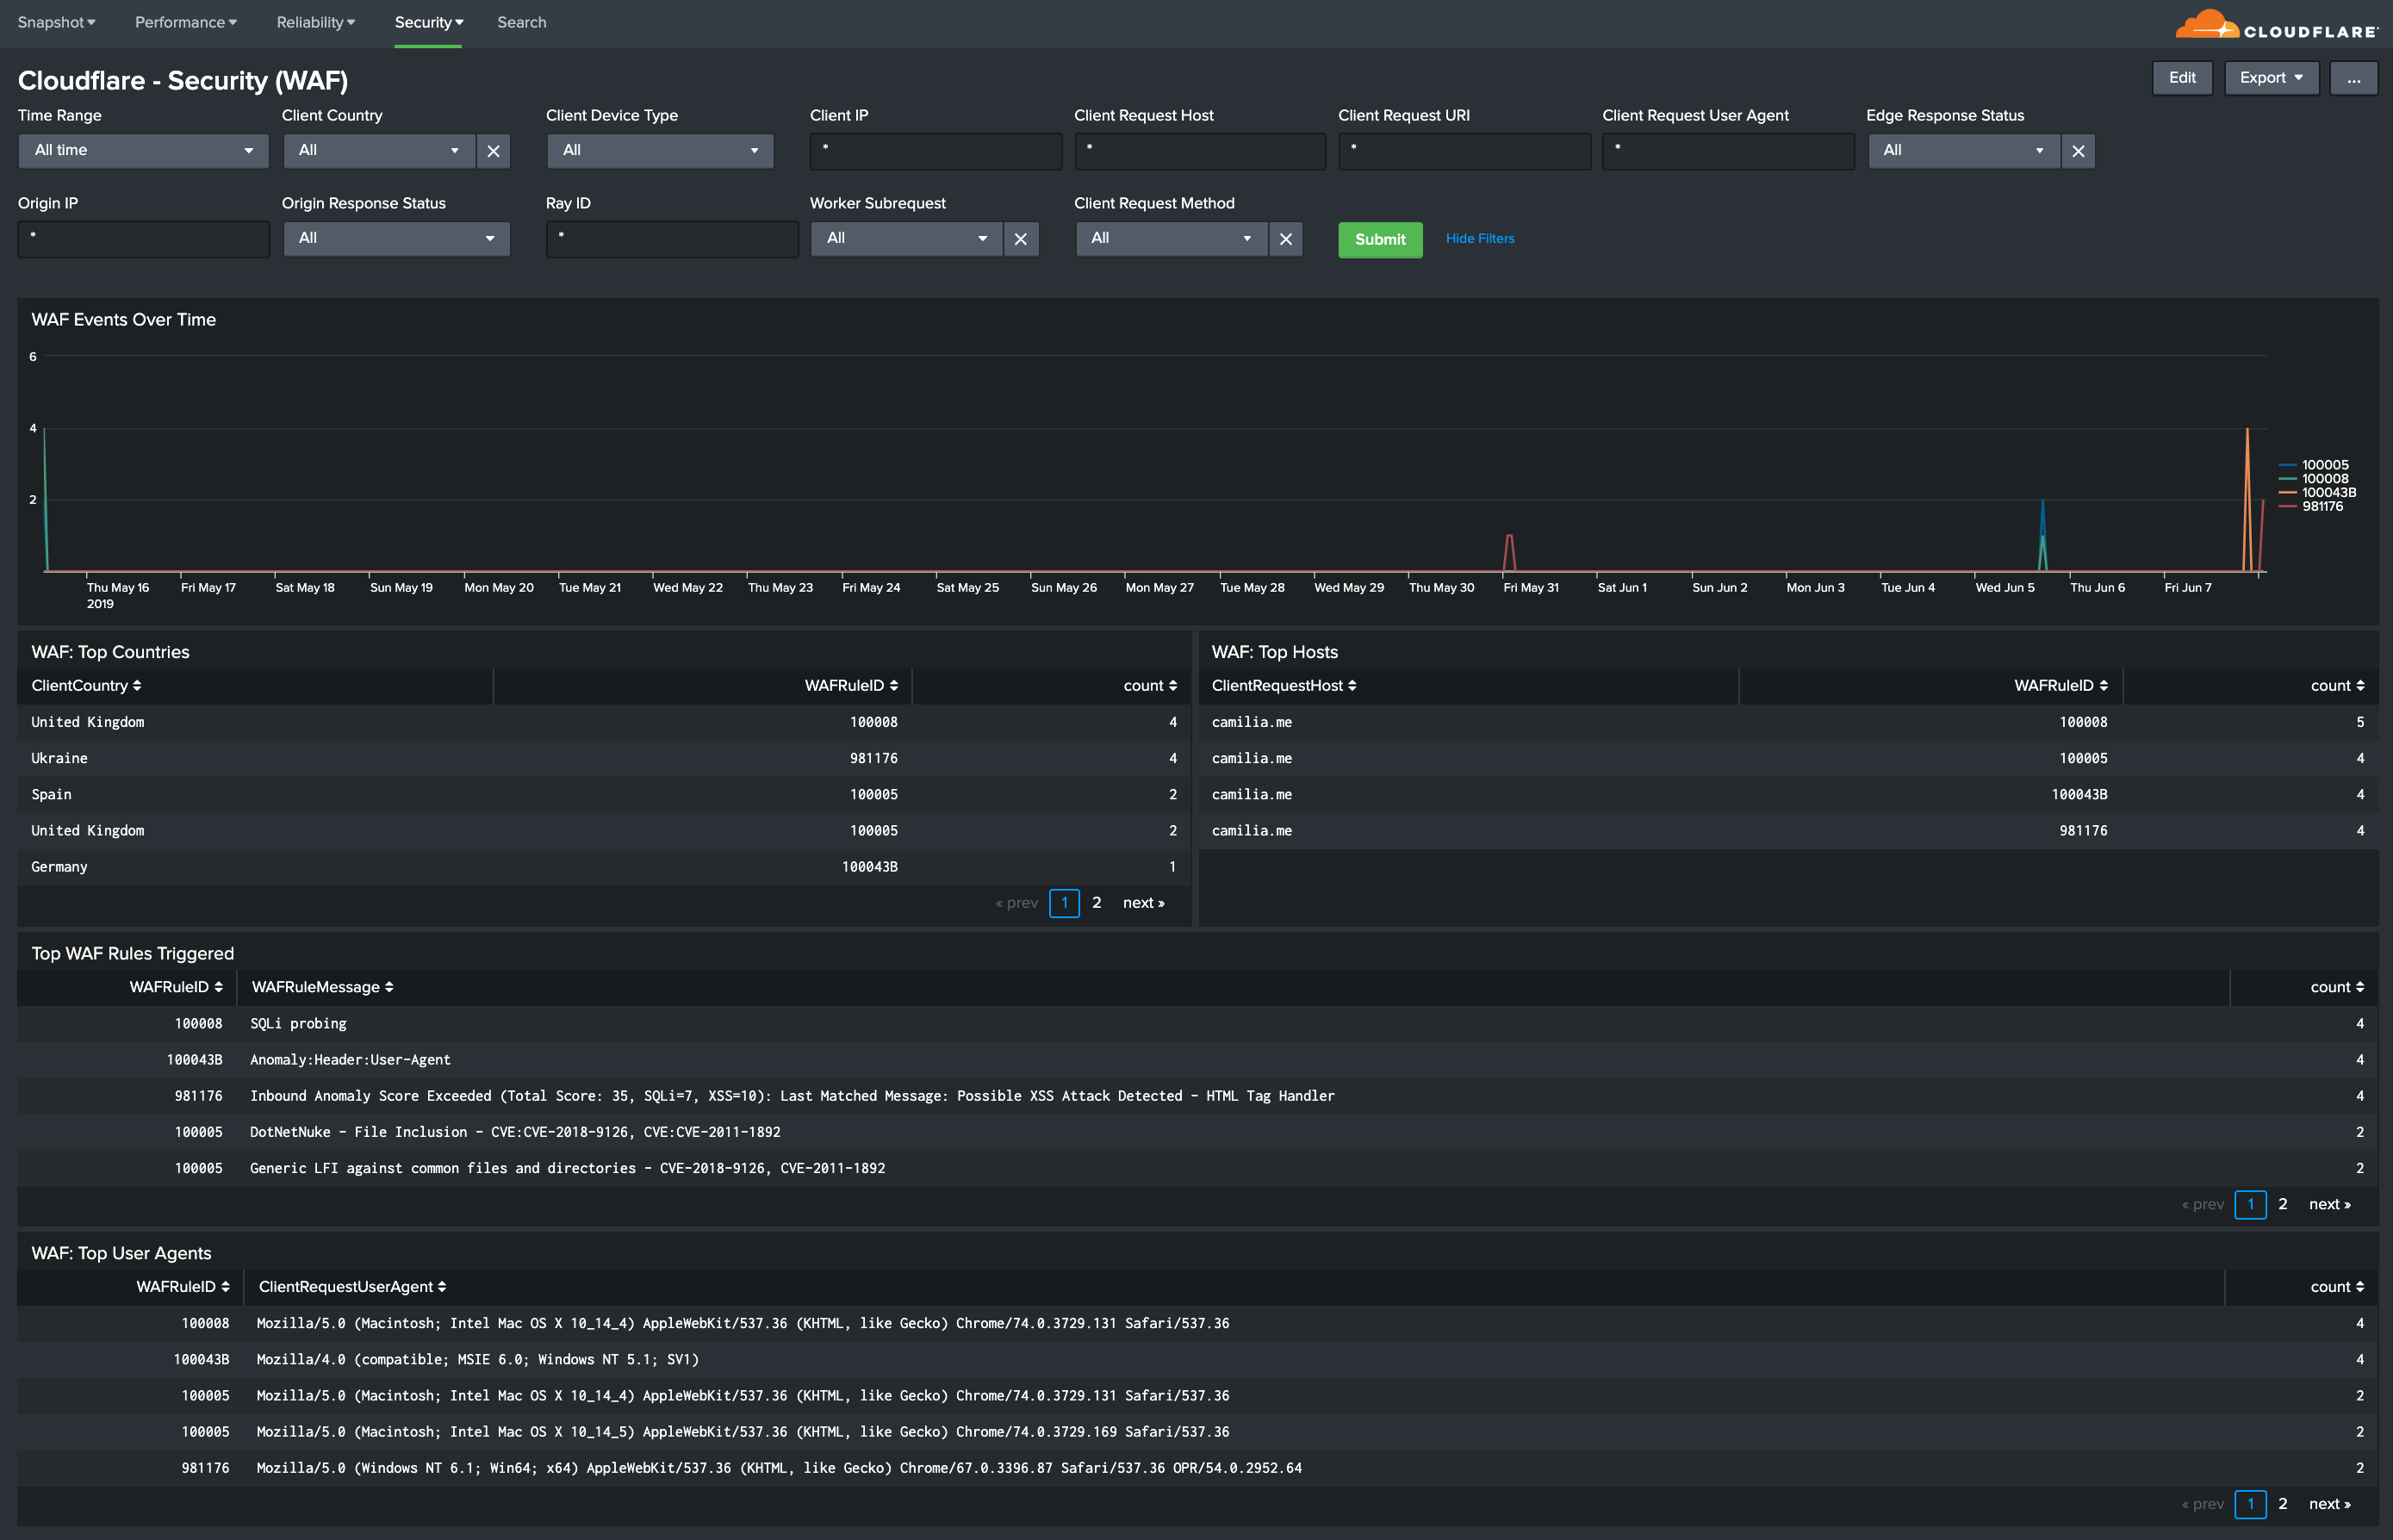 Snapshot Performance Reliability Security Search CLOUDFLARE
Cloudflare - Security (WAF) Edit Export ...
Time Range Client Country Client Device Type Client IP Client Request Host Client Request URI Client Request User Agent Edge Response Status
All time All All * * * * All
Origin IP Origin Response Status Ray ID Worker Subrequest Client Request Method
* All * All All Submit Hide Filters
WAF Events Over Time
6
4
2
100005
100008
100043B
981176
Thu May 16 Fri May 17 Sat May 18 Sun May 19 Mon May 20 Tue May 21 Wed May 22 Thu May 23 Fri May 24 Sat May 25 Sun May 26 Mon May 27 Tue May 28 Wed May 29 Thu May 30 Fri May 31 Sat Jun 1 Sun Jun 2 Mon Jun 3 Tue Jun 4 Wed Jun 5 Thu Jun 6 Fri Jun 7
2019
WAF: Top Countries
ClientCountry WAFRuleID count
United Kingdom 100008 4
Ukraine 981176 4
Spain 100005 2
United Kingdom 100005 2
Germany 100043B 1
« prev 1 2 next »
WAF: Top Hosts
ClientRequestHost WAFRuleID count
camilia.me 100008 5
camilia.me 100005 4
camilia.me 100043B 4
camilia.me 981176 4
Top WAF Rules Triggered
WAFRuleID WAFRuleMessage count
100008 SQLi probing 4
100043B Anomaly:Header:User-Agent 4
981176 Inbound Anomaly Score Exceeded (Total Score: 35, SQLi=7, XSS=10): Last Matched Message: Possible XSS Attack Detected - HTML Tag Handler 4
100005 DotNetNuke - File Inclusion - CVE:CVE-2018-9126, CVE:CVE-2011-1892 2
100005 Generic LFI against common files and directories - CVE-2018-9126, CVE-2011-1892 2
« prev 1 2 next »
WAF: Top User Agents
WAFRuleID ClientRequestUserAgent count
100008 Mozilla/5.0 (Macintosh; Intel Mac OS X 10_14_4) AppleWebKit/537.36 (KHTML, like Gecko) Chrome/74.0.3729.131 Safari/537.36 4
100043B Mozilla/4.0 (compatible; MSIE 6.0; Windows NT 5.1; SV1) 4
100005 Mozilla/5.0 (Macintosh; Intel Mac OS X 10_14_4) AppleWebKit/537.36 (KHTML, like Gecko) Chrome/74.0.3729.131 Safari/537.36 2
100005 Mozilla/5.0 (Macintosh; Intel Mac OS X 10_14_5) AppleWebKit/537.36 (KHTML, like Gecko) Chrome/74.0.3729.169 Safari/537.36 2
981176 Mozilla/5.0 (Windows NT 6.1; Win64; x64) AppleWebKit/537.36 (KHTML, like Gecko) Chrome/67.0.3396.87 Safari/537.36 OPR/54.0.2952.64 2
« prev 1 2 next »